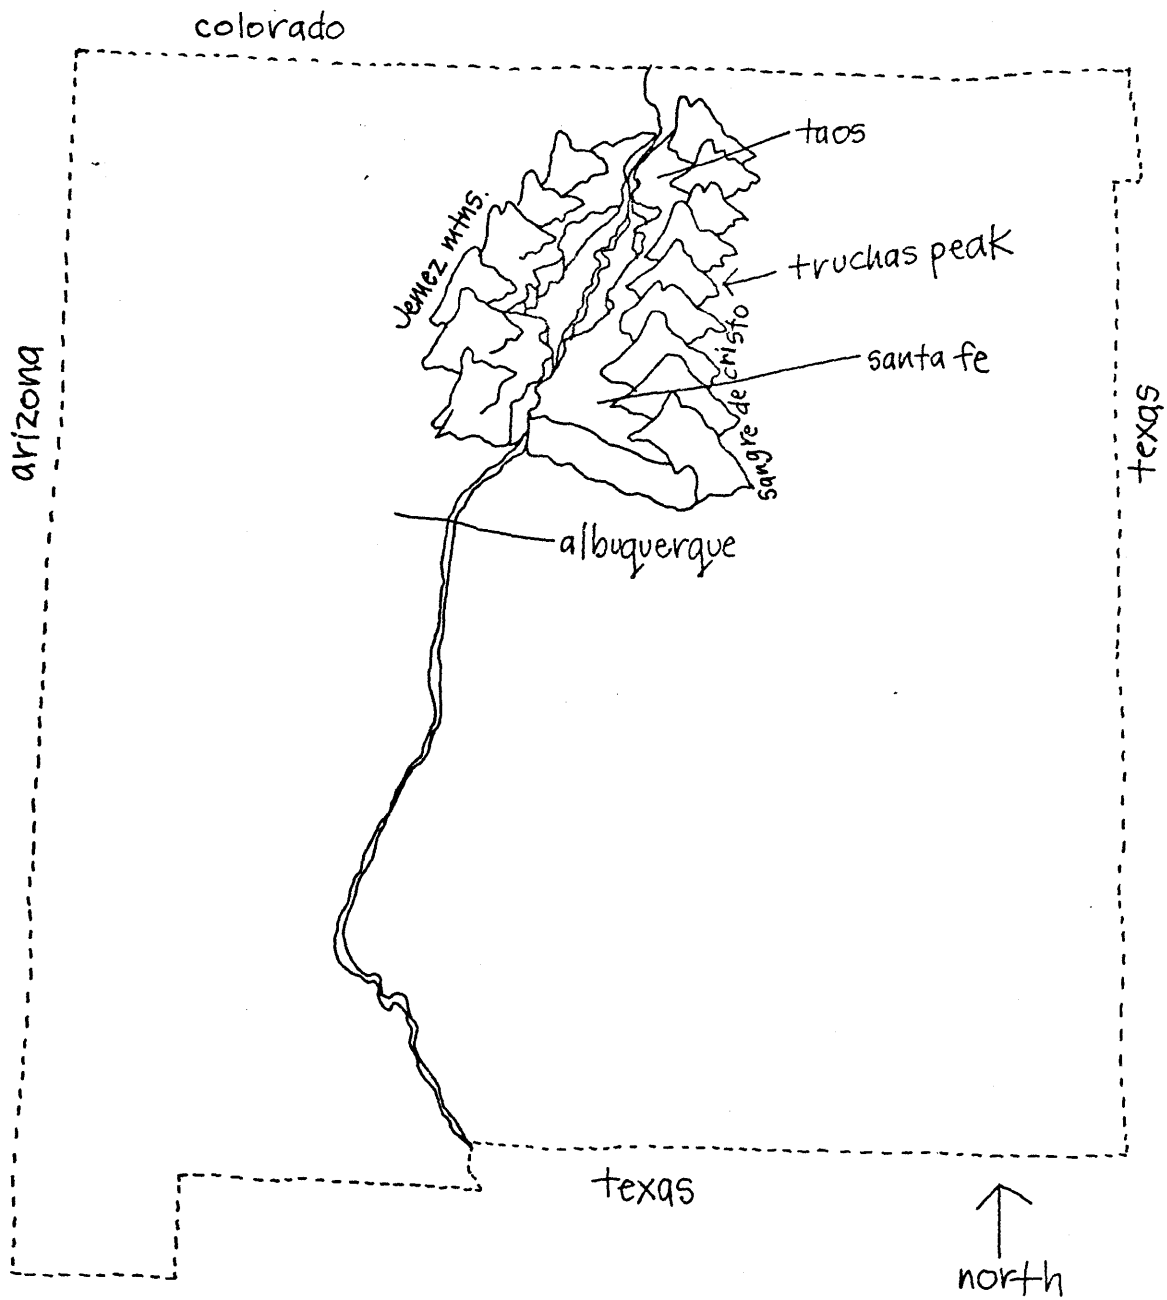 colorado
taos
Jemez mtns.
truchas peak
sangre de cristo
santa fe
arizona
texas
albuquerque
texas
north